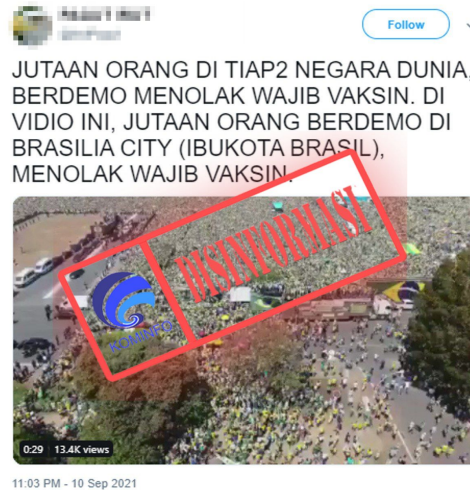 Follow
JUTAAN ORANG DI TIAP2 NEGARA DUNIA,
BERDEMO MENOLAK WAJIB VAKSIN. DI
VIDIO INI, JUTAAN ORANG BERDEMO DI
BRASILIA CITY (IBUKOTA BRASIL),
MENOLAK WAJIB VAKSIN.
DISINFORMASI
KOMINFO
0:29 13.4K views
11:03 PM - 10 Sep 2021